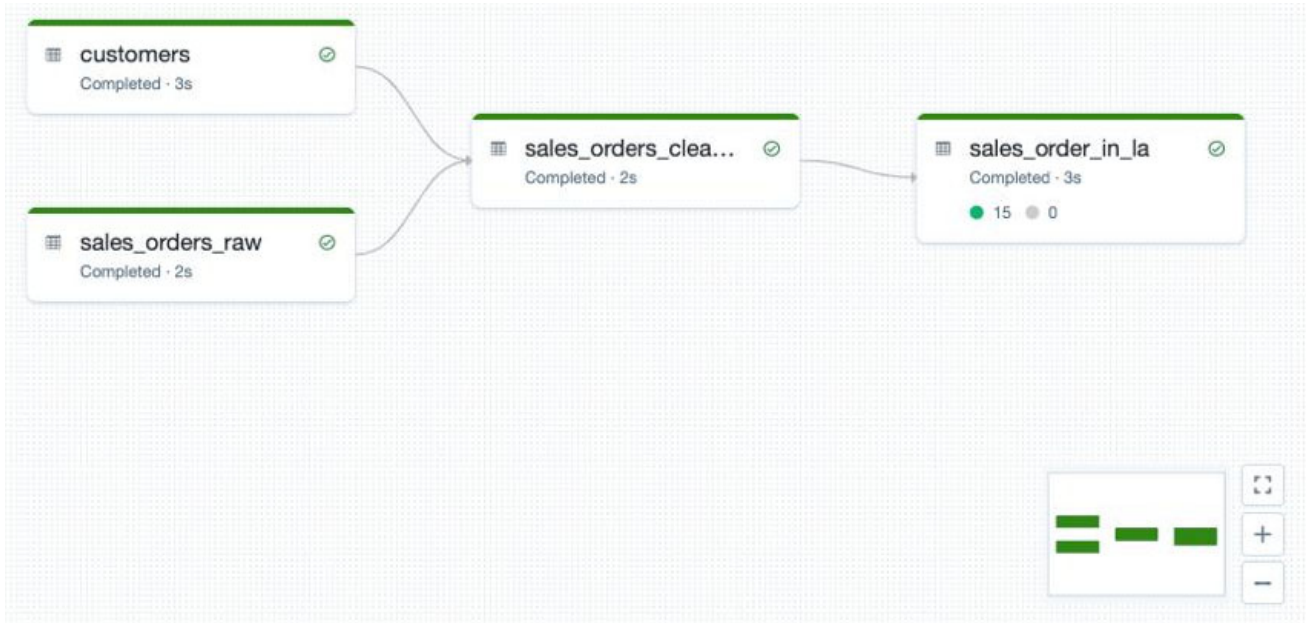 customers
Completed · 3s
sales_orders_raw
Completed · 2s
sales_orders_clea...
Completed · 2s
sales_order_in_la
Completed · 3s
15 0